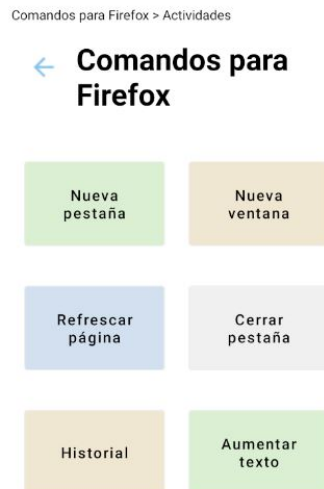 Comandos para Firefox > Actividades
Comandos para
Firefox
Nueva
pestaña
Nueva
ventana
Refrescar
página
Cerrar
pestaña
Historial
Aumentar
texto